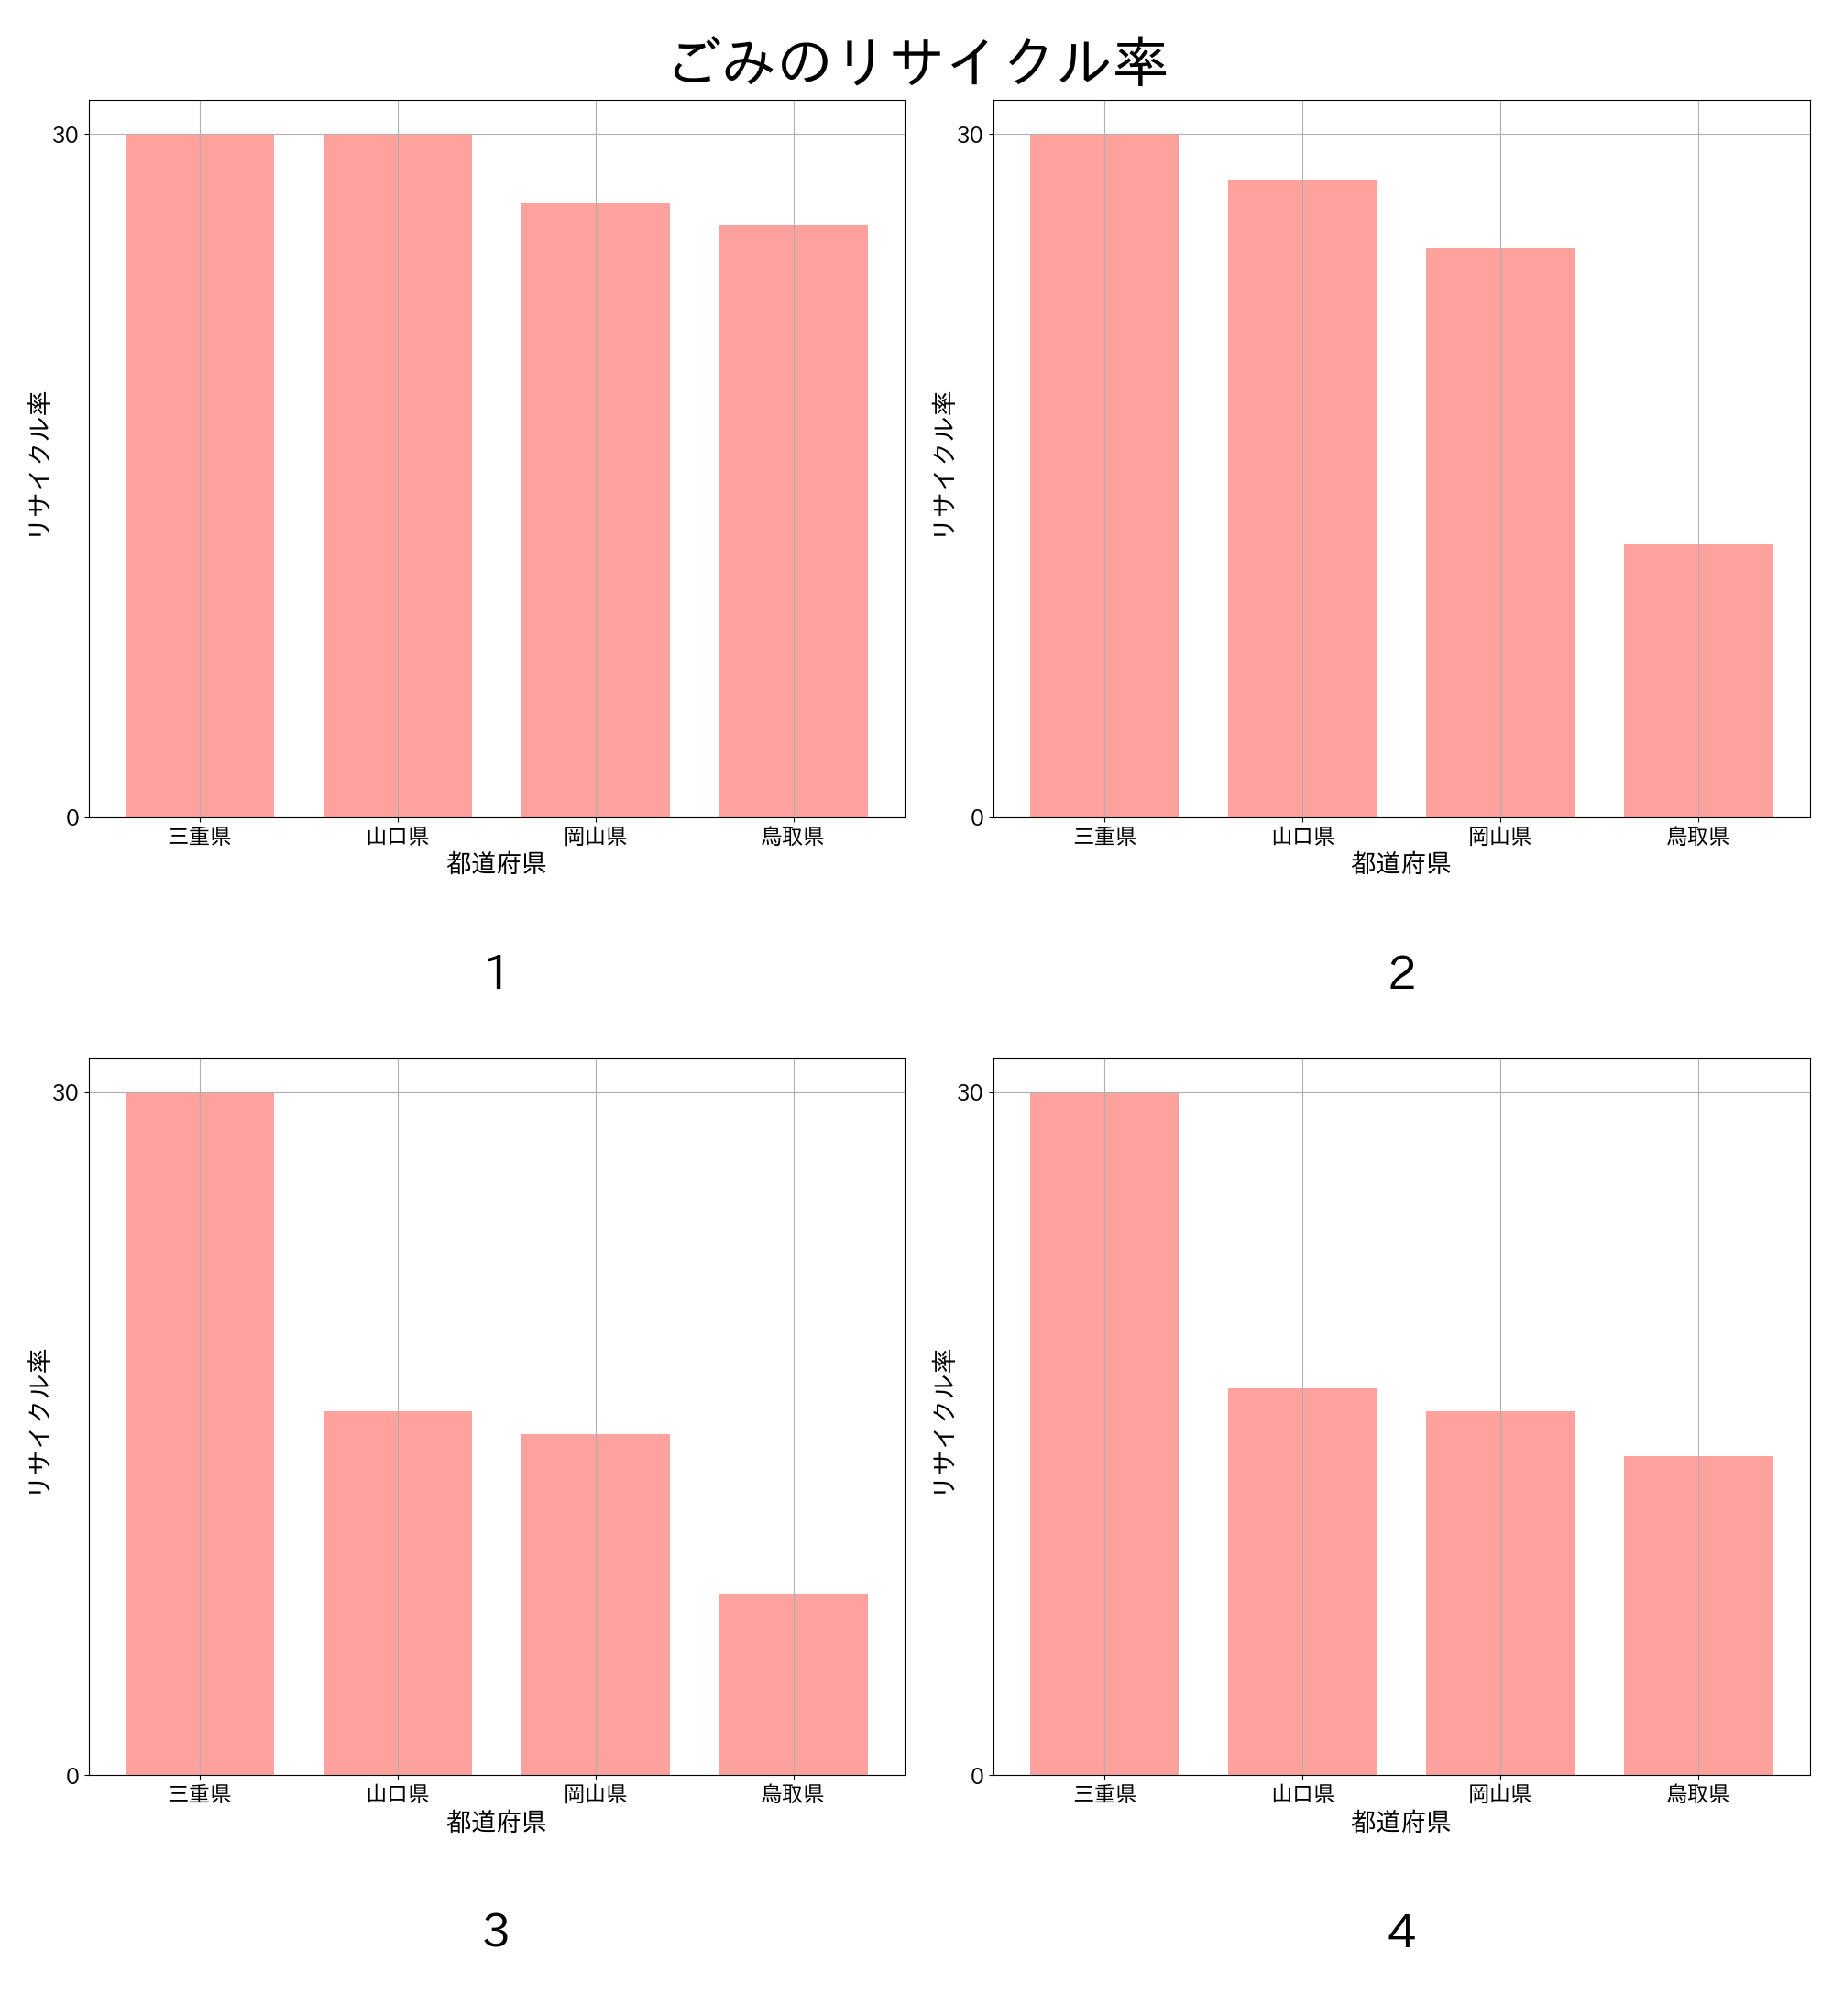 ごみのリサイクル率
30
リサイクル率
0
三重県 山口県 岡山県 鳥取県
都道府県
1
30
リサイクル率
0
三重県 山口県 岡山県 鳥取県
都道府県
2
30
リサイクル率
0
三重県 山口県 岡山県 鳥取県
都道府県
3
30
リサイクル率
0
三重県 山口県 岡山県 鳥取県
都道府県
4